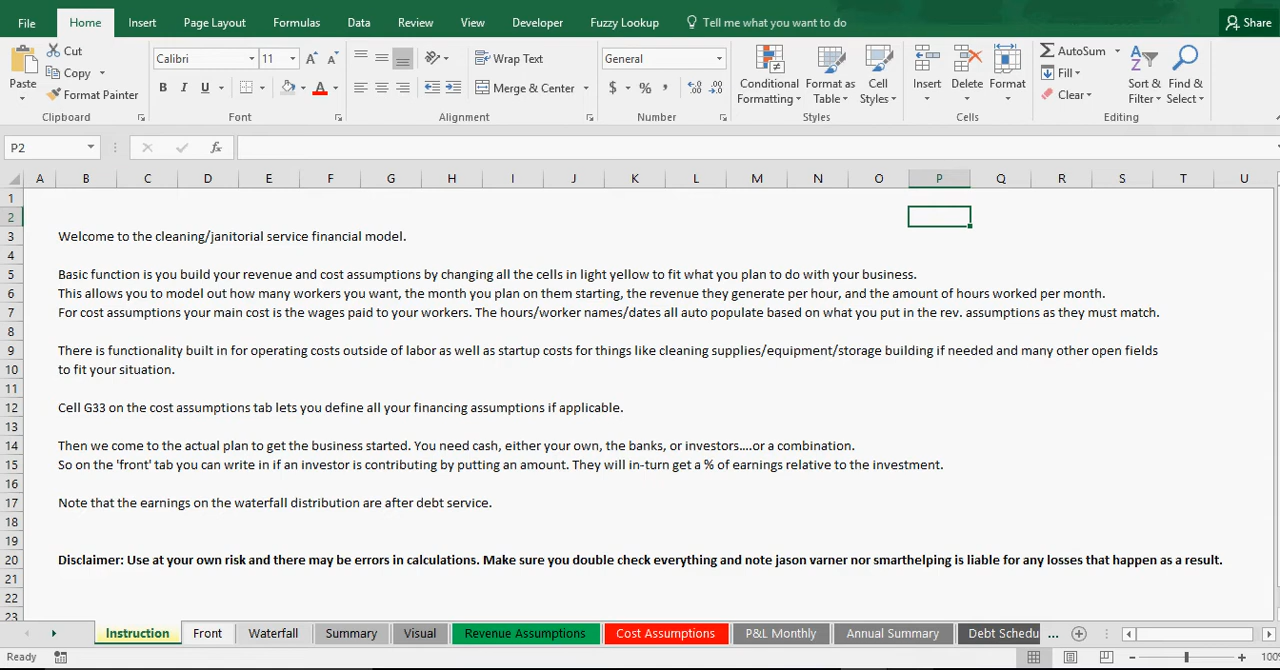 File Home Insert Page Layout Formulas Data Review View Developer Fuzzy Lookup Tell me what you want to do Share
Cut
Copy
Format Painter
Paste
Clipboard
Calibri 11 A A
B I U A
Font
Wrap Text
Merge & Center
Alignment
General
$ % ,
Number
Conditional Formatting
Format as Table
Cell Styles
Styles
Insert Delete Format
Cells
AutoSum
Fill
Clear
Sort & Filter
Find & Select
Editing
P2 fx
A B C D E F G H I J K L M N O P Q R S T U
1
2
3 Welcome to the cleaning/janitorial service financial model.
4
5 Basic function is you build your revenue and cost assumptions by changing all the cells in light yellow to fit what you plan to do with your business.
6 This allows you to model out how many workers you want, the month you plan on them starting, the revenue they generate per hour, and the amount of hours worked per month.
7 For cost assumptions your main cost is the wages paid to your workers. The hours/worker names/dates all auto populate based on what you put in the rev. assumptions as they must match.
8
9 There is functionality built in for operating costs outside of labor as well as startup costs for things like cleaning supplies/equipment/storage building if needed and many other open fields
10 to fit your situation.
11
12 Cell G33 on the cost assumptions tab lets you define all your financing assumptions if applicable.
13
14 Then we come to the actual plan to get the business started. You need cash, either your own, the banks, or investors....or a combination.
15 So on the 'front' tab you can write in if an investor is contributing by putting an amount. They will in-turn get a % of earnings relative to the investment.
16
17 Note that the earnings on the waterfall distribution are after debt service.
18
19
20 Disclaimer: Use at your own risk and there may be errors in calculations. Make sure you double check everything and note jason varner nor smarthelping is liable for any losses that happen as a result.
21
22
23
Instruction Front Waterfall Summary Visual Revenue Assumptions Cost Assumptions P&L Monthly Annual Summary Debt Schedu ...
Ready 100%